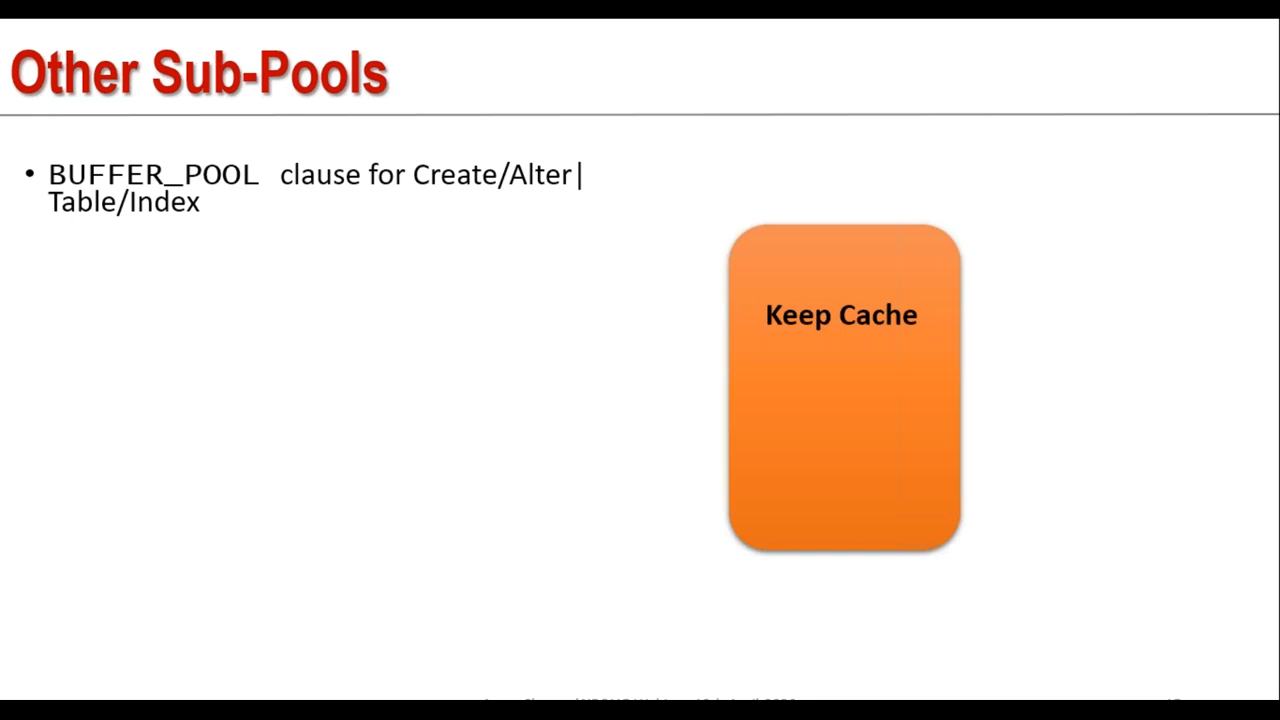 Other Sub-Pools
• BUFFER_POOL clause for Create/Alter|
Table/Index
Keep Cache